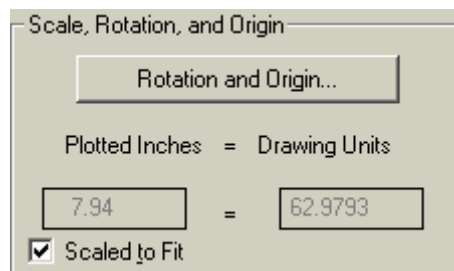 Scale, Rotation, and Origin
Rotation and Origin...
Plotted Inches = Drawing Units
7.94 = 62.9793
Scaled to Fit